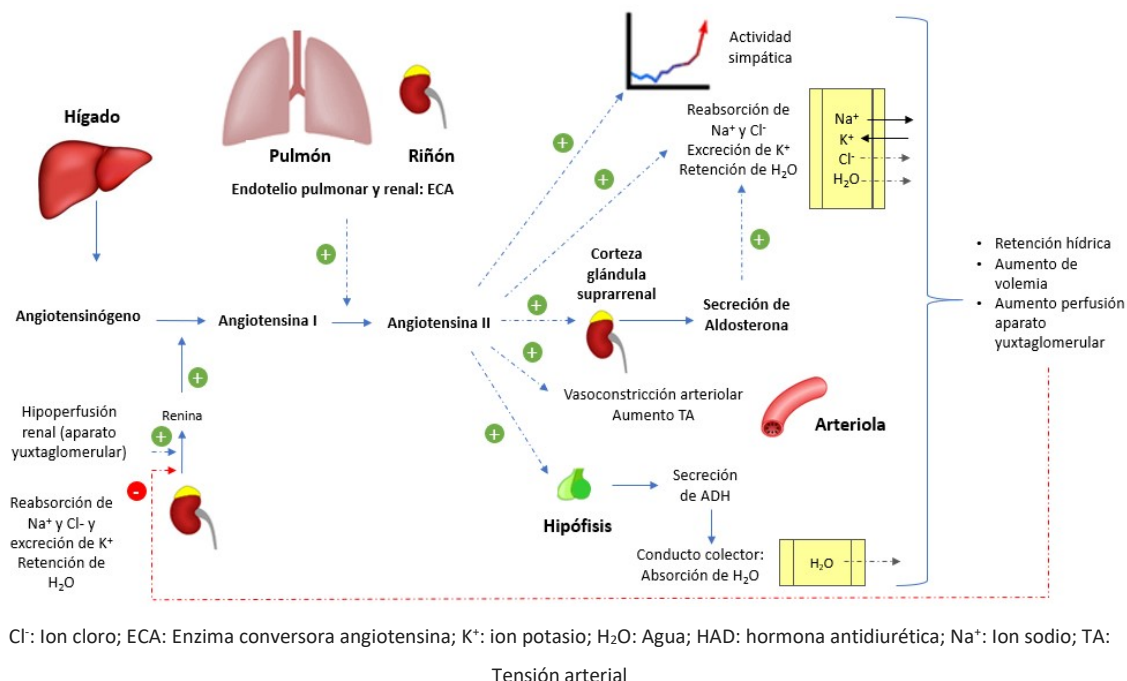 Hígado
Pulmón
Riñón
Endotelio pulmonar y renal: ECA
+
Angiotensinógeno
Angiotensina I
Angiotensina II
+
Renina
Hipoperfusión
renal (aparato
yuxtaglomerular)
+
-
Reabsorción de
Na⁺ y Cl- y
excreción de K⁺
Retención de
H₂O
+
+
+
+
+
Actividad
simpática
Reabsorción de
Na⁺ y Cl⁻
Excreción de K⁺
Retención de H₂O
Na⁺
K⁺
Cl⁻
H₂O
+
Corteza
glándula
suprarrenal
Secreción de
Aldosterona
Vasoconstricción arteriolar
Aumento TA
Arteriola
Hipófisis
Secreción
de ADH
Conducto colector:
Absorción de H₂O
H₂O
• Retención hídrica
• Aumento de
volemia
• Aumento perfusión
aparato
yuxtaglomerular
Cl⁻: Ion cloro; ECA: Enzima conversora angiotensina; K⁺: ion potasio; H₂O: Agua; HAD: hormona antidiurética; Na⁺: Ion sodio; TA:
Tensión arterial